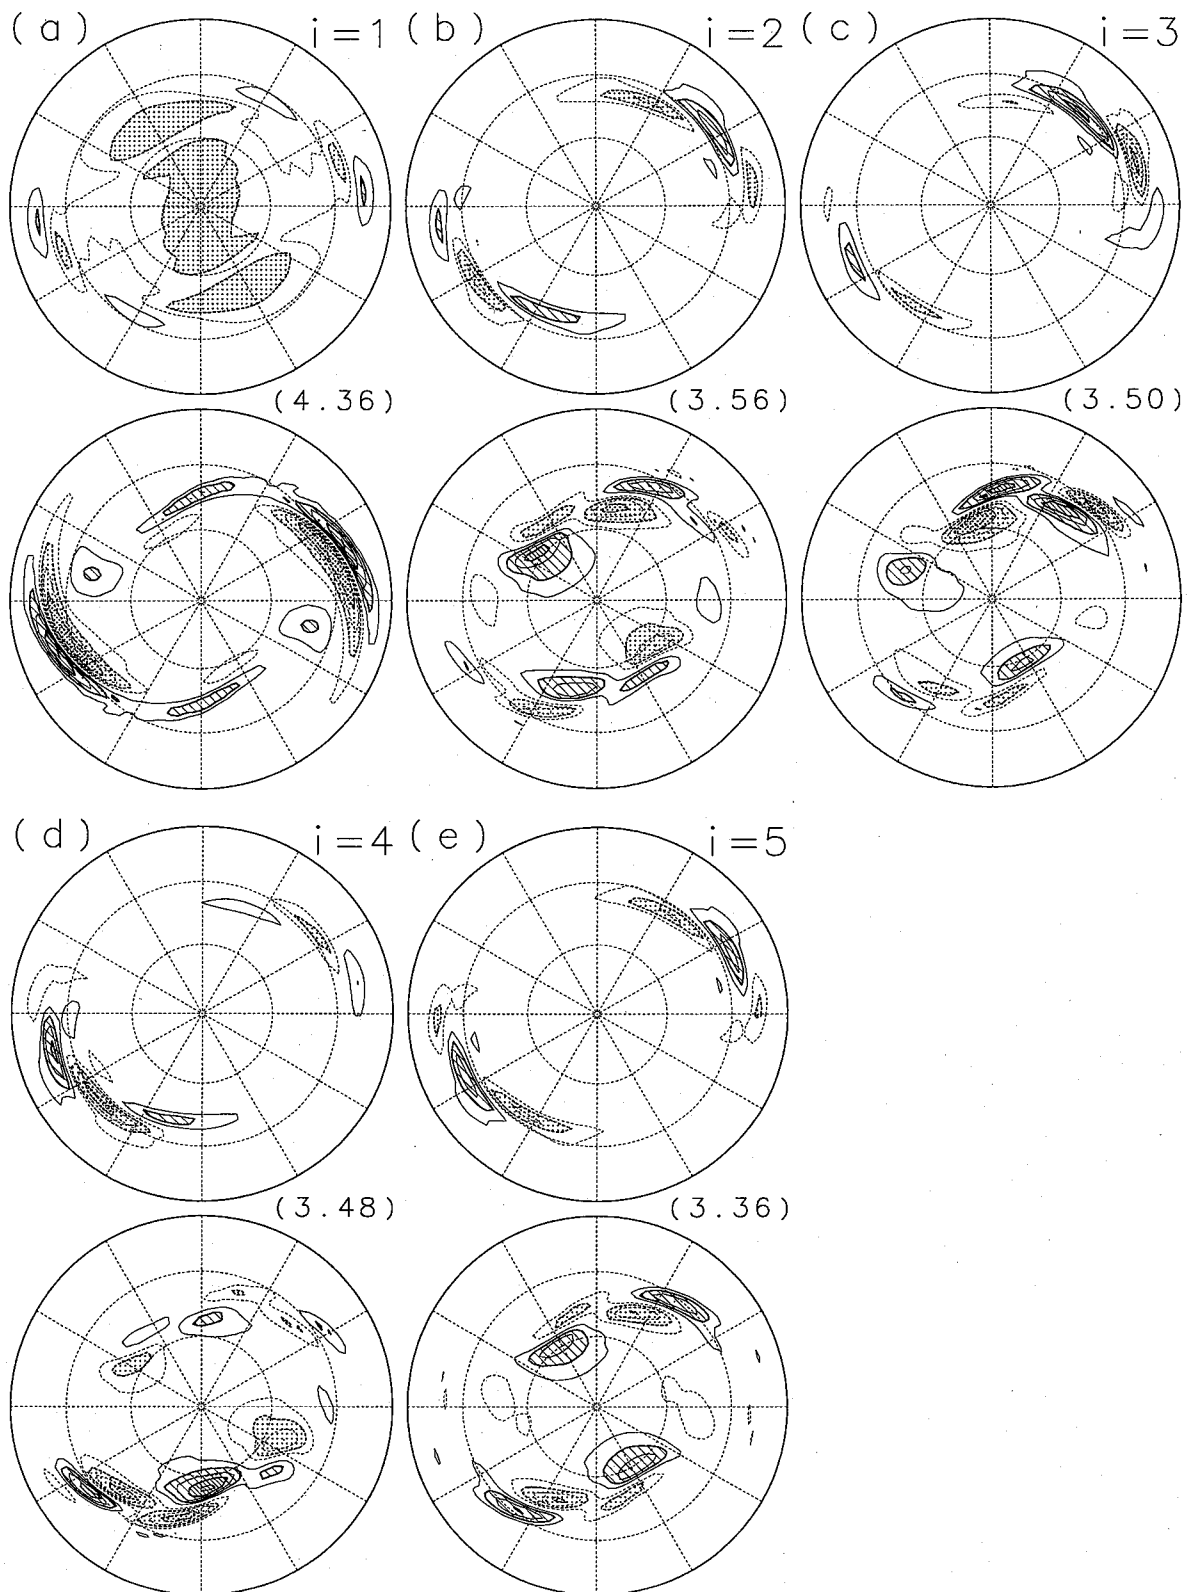 (a) i=1 (b) i=2 (c) i=3
(4.36) (3.56) (3.50)
(d) i=4 (e) i=5
(3.48) (3.36)